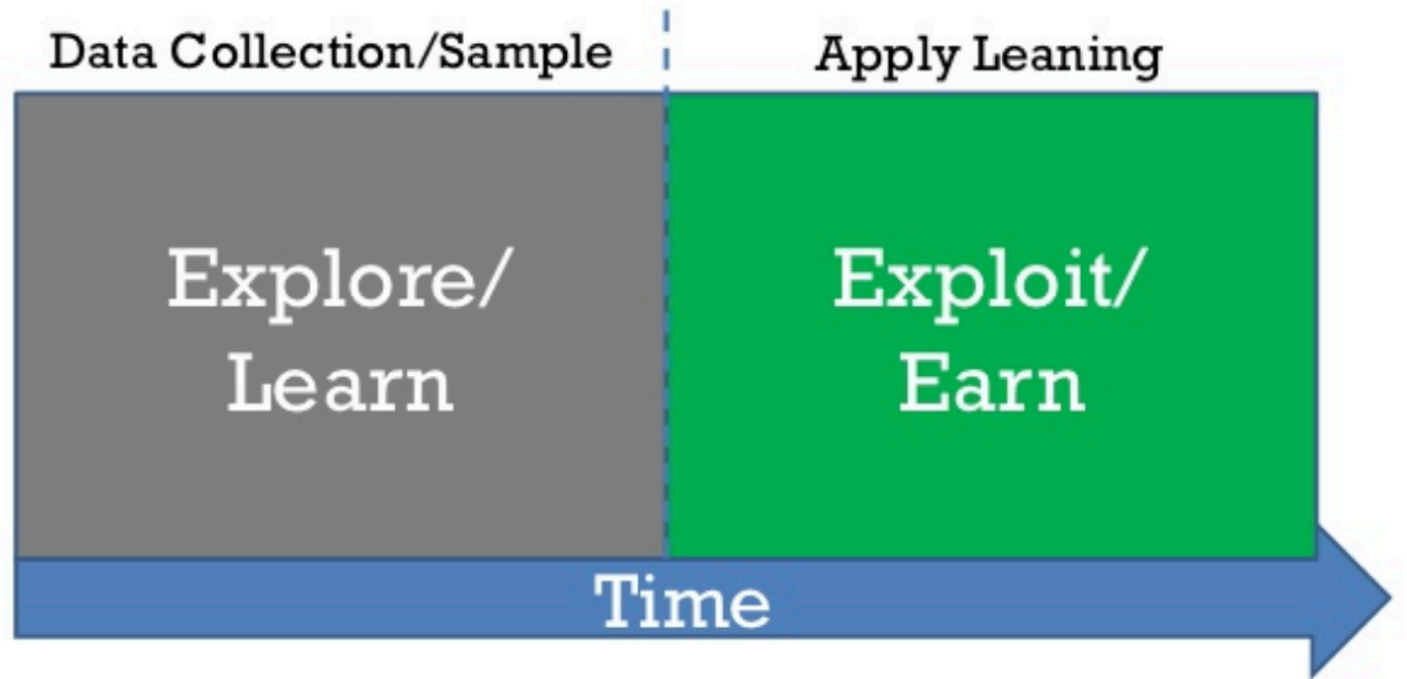 Data Collection/Sample
Apply Leaning
Explore/
Learn
Exploit/
Earn
Time